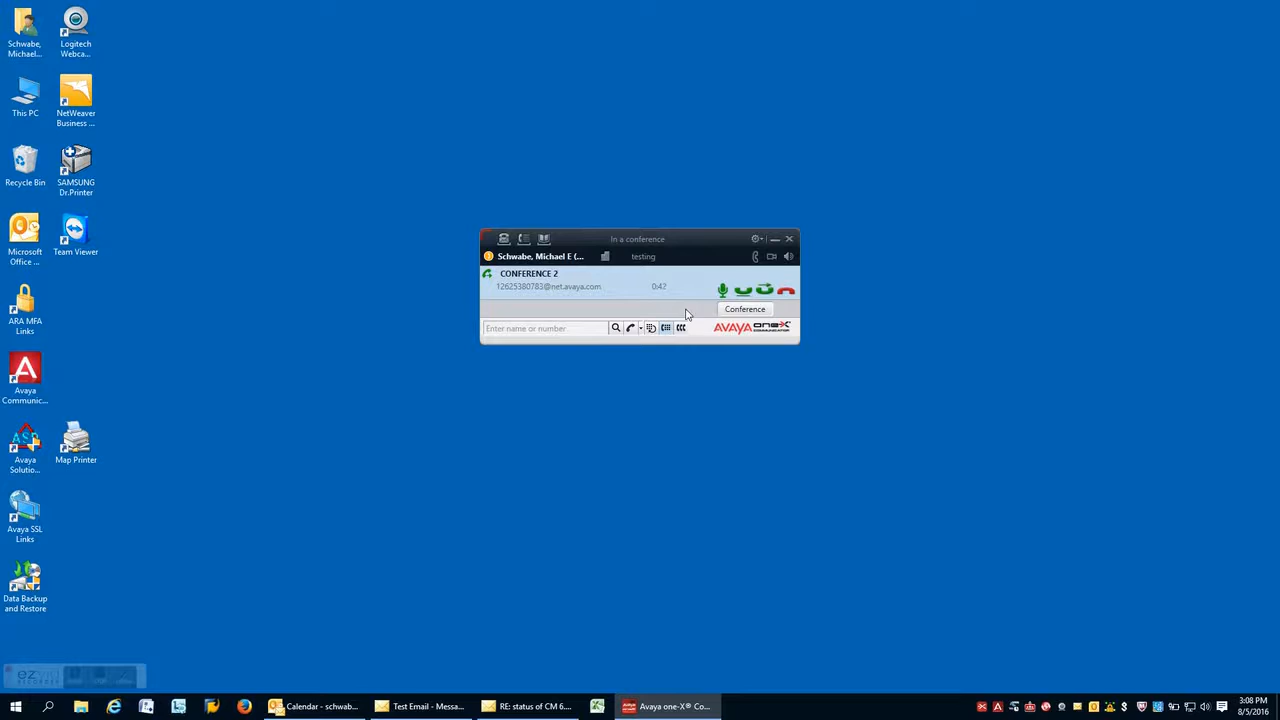 Schwabe,
Michael...
Logitech
Webca...
This PC
NetWeaver
Business ...
Recycle Bin
SAMSUNG
Dr.Printer
Microsoft
Office ...
Team Viewer
ARA MFA
Links
Avaya
Communic...
Avaya
Solutio...
Map Printer
Avaya SSL
Links
Data Backup
and Restore
In a conference
Schwabe, Michael E (...
testing
CONFERENCE 2
12625380783@net.avaya.com
0:42
Conference
Enter name or number
AVAYA one-X
Calendar - schwab...
Test Email - Messa...
RE: status of CM 6....
Avaya one-X® Co...
3:08 PM
8/5/2016